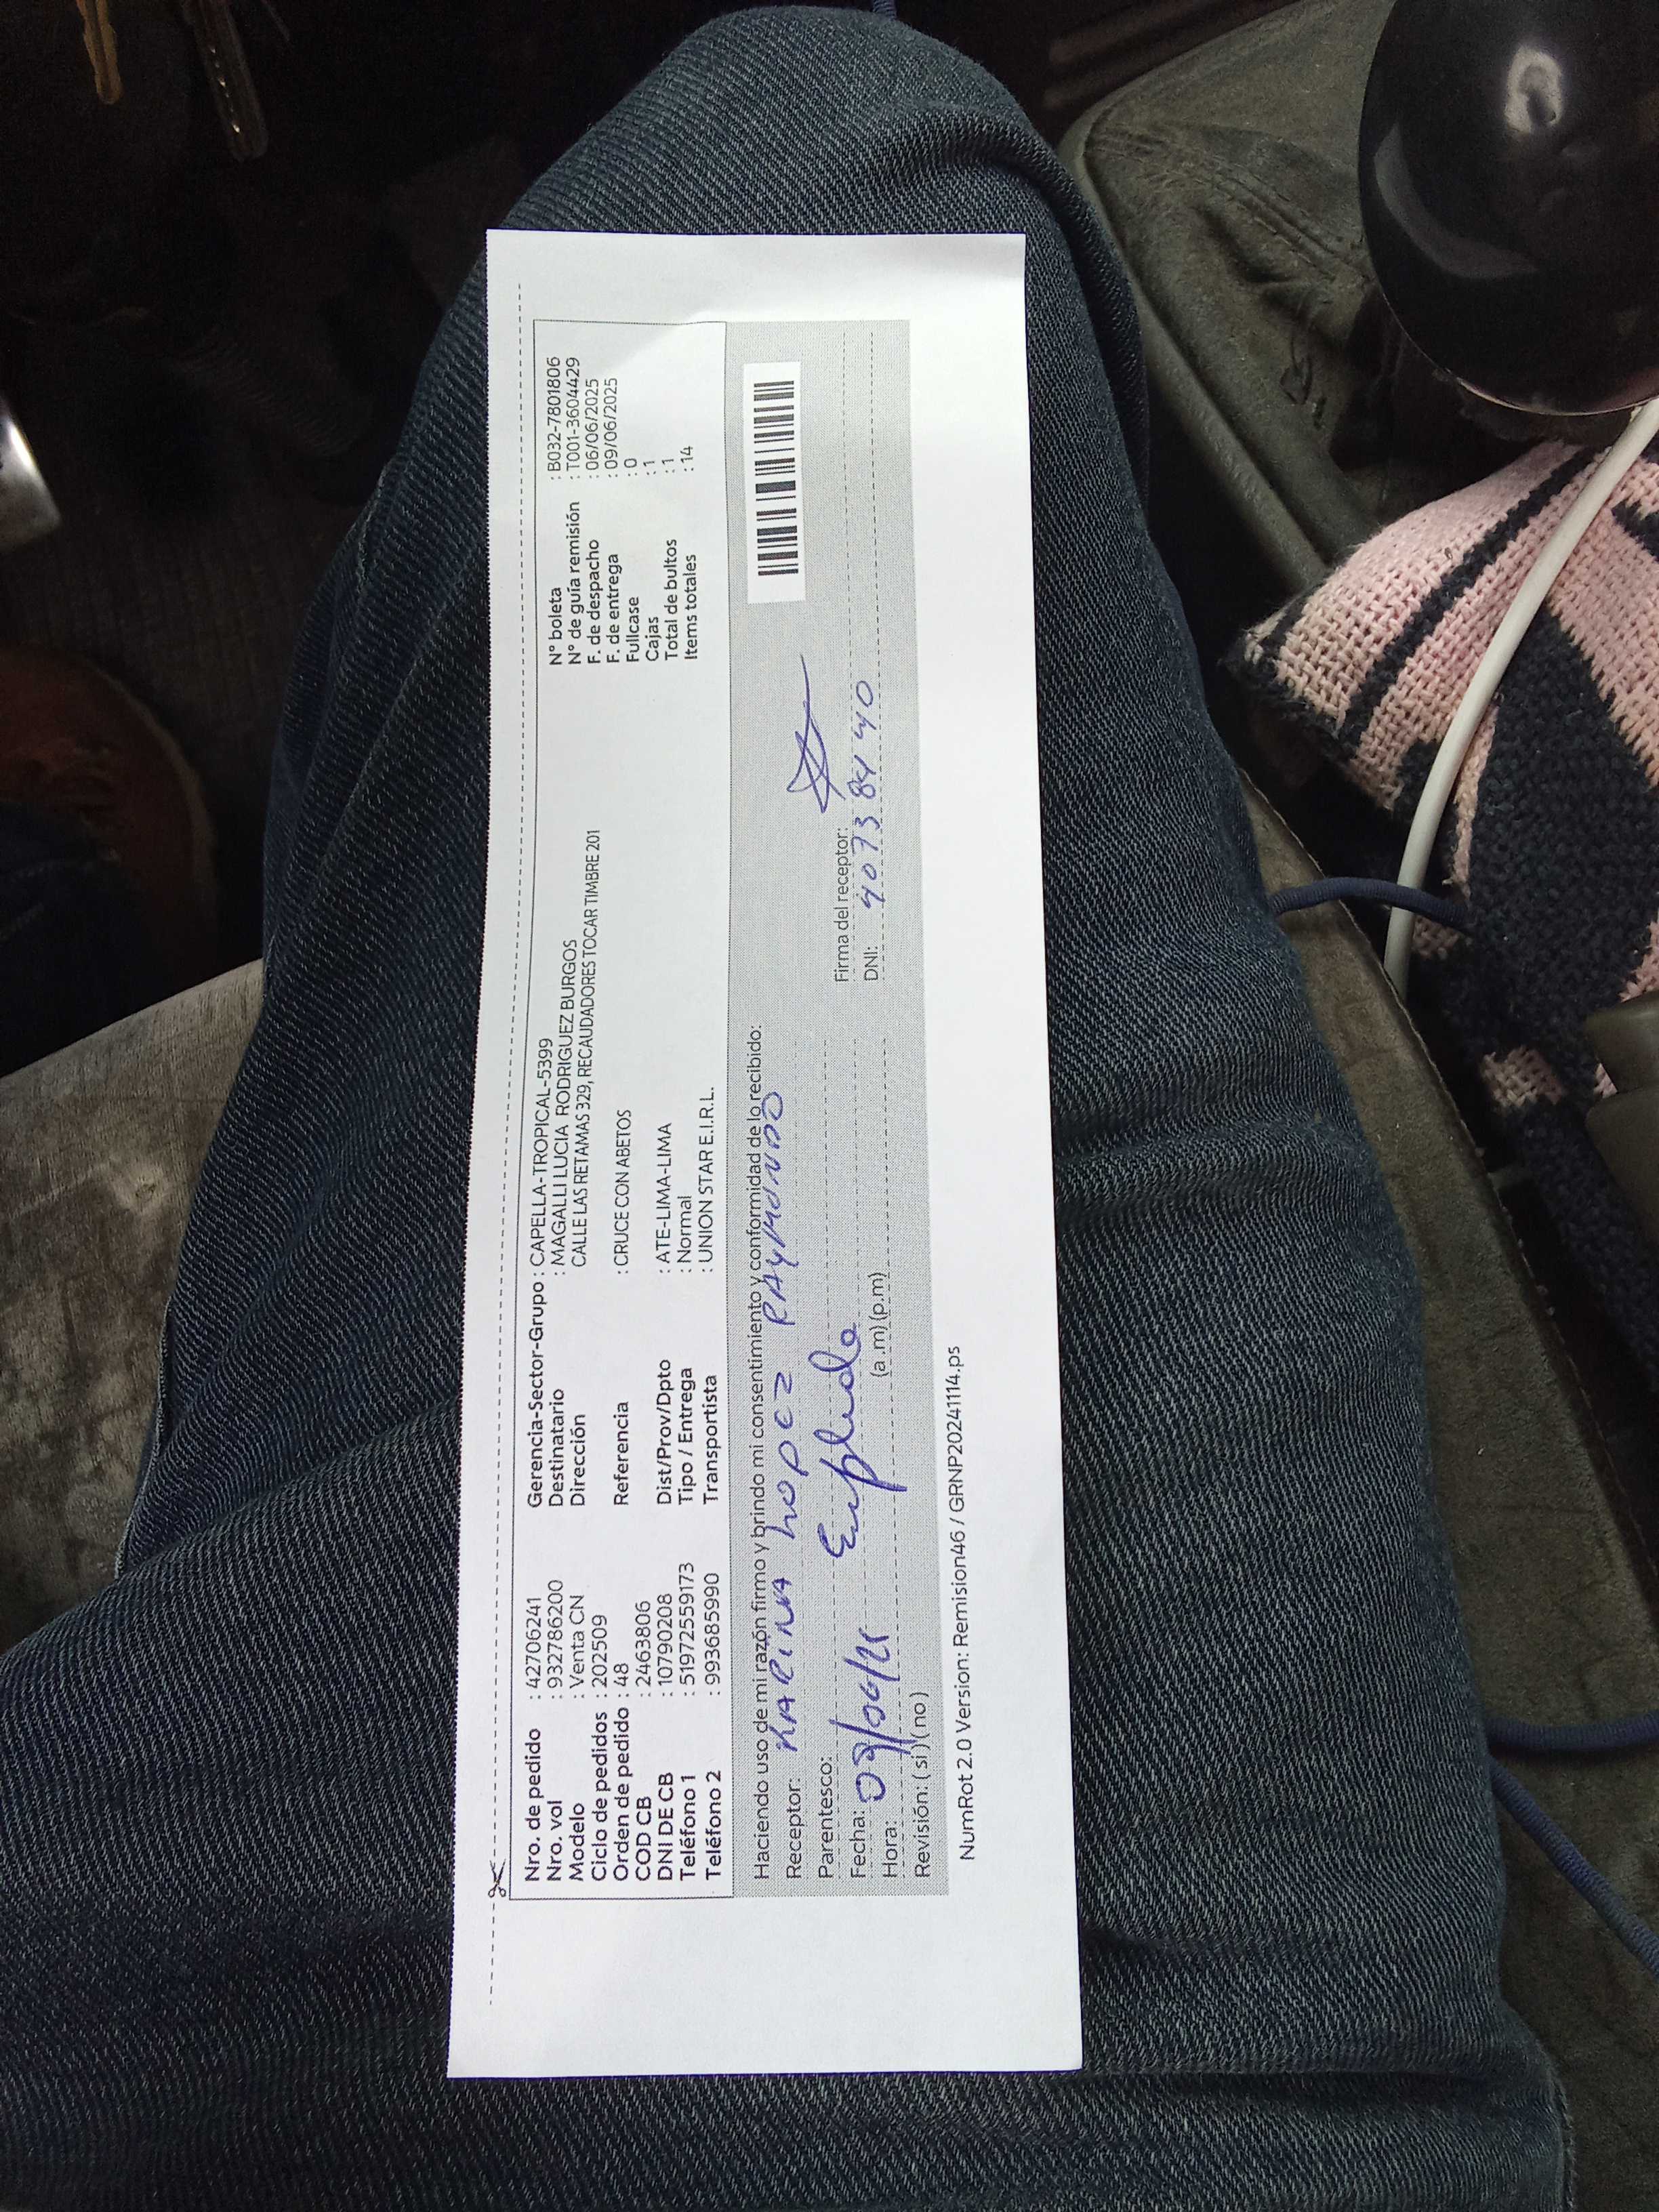 Nro. de pedido : 42706241 Gerencia-Sector-Grupo : CAPELLA-TROPICAL-5399
Nro. vol : 932786200 Destinatario : MAGALLI LUCIA RODRIGUEZ BURGOS N° boleta : B032-7801806
Modelo : Venta CN Dirección CALLE LAS RETAMAS 329, RECAUDADORES TOCAR TIMBRE 201 N° de guía remisión : T001-3604429
Ciclo de pedidos : 202509 F. de despacho : 06/06/2025
Orden de pedido : 48 Referencia : CRUCE CON ABETOS F. de entrega : 09/06/2025
COD CB : 2463806 Fullcase : 0
DNI DE CB : 10790208 Dist/Prov/Dpto : ATE-LIMA-LIMA Cajas : 1
Teléfono 1 : 51972559173 Tipo / Entrega : Normal Total de bultos : 1
Teléfono 2 : 993685990 Transportista : UNION STAR E.I.R.L. Items totales : 14
Haciendo uso de mi razón firmo y brindo mi consentimiento y conformidad de lo recibido:
Receptor: KARINA LOPEZ RAYMUNDO
Parentesco: Empleada Firma del receptor:
Fecha: 09/06/25 DNI: 40738440
Hora: (a .m) (p.m)
Revisión: ( si ) ( no )
NumRot 2.0 Version: Remision46 / GRNP20241114.ps